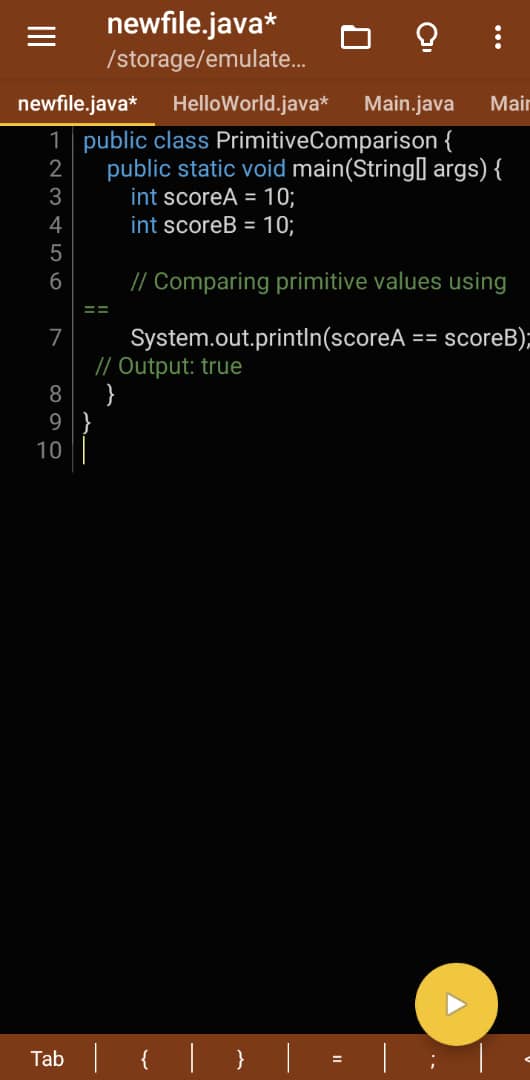 newfile.java*
/storage/emulate...
newfile.java* HelloWorld.java* Main.java Mai
1 public class PrimitiveComparison {
2 public static void main(String[] args) {
3 int scoreA = 10;
4 int scoreB = 10;
5
6 // Comparing primitive values using
==
7 System.out.println(scoreA == scoreB);
// Output: true
8 }
9 }
10
Tab { } = ; <